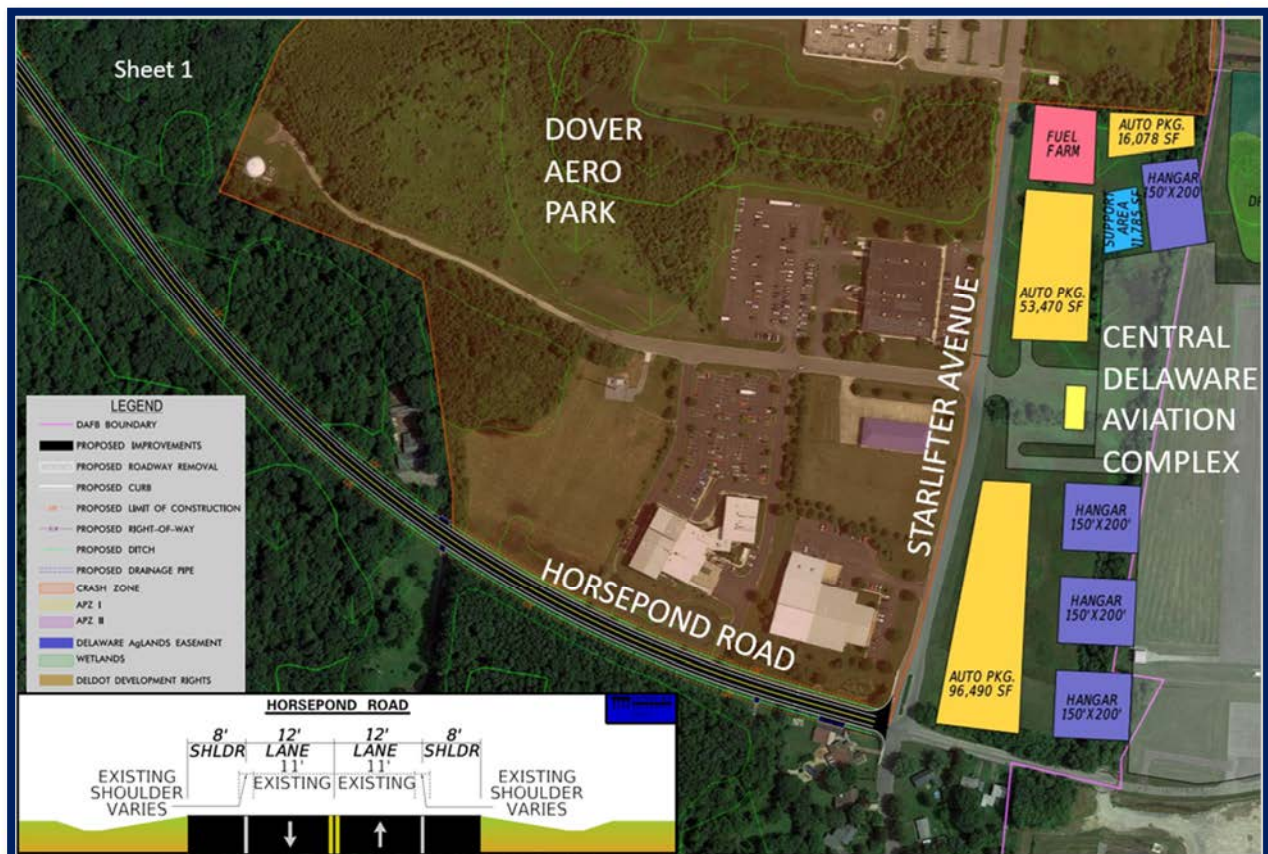 Sheet 1
DOVER
AERO
PARK
FUEL
FARM
AUTO PKG.
16,078 SF
HANGAR
150'X200'
SUPPORT
AREA
11,785 SF
AUTO PKG.
53,470 SF
STARLIFTER AVENUE
CENTRAL
DELAWARE
AVIATION
COMPLEX
HORSEPOND ROAD
AUTO PKG.
96,490 SF
HANGAR
150'X200'
HANGAR
150'X200'
HANGAR
150'X200'
LEGEND
DAFB BOUNDARY
PROPOSED IMPROVEMENTS
PROPOSED ROADWAY REMOVAL
PROPOSED CURB
PROPOSED LIMIT OF CONSTRUCTION
PROPOSED RIGHT-OF-WAY
PROPOSED DITCH
PROPOSED DRAINAGE PIPE
CRASH ZONE
APZ I
APZ II
DELAWARE AgLANDS EASEMENT
WETLANDS
DELDOT DEVELOPMENT RIGHTS
HORSEPOND ROAD
8' 12' 12' 8'
SHLDR LANE LANE SHLDR
11' 11'
EXISTING EXISTING
EXISTING
SHOULDER
VARIES
EXISTING
SHOULDER
VARIES